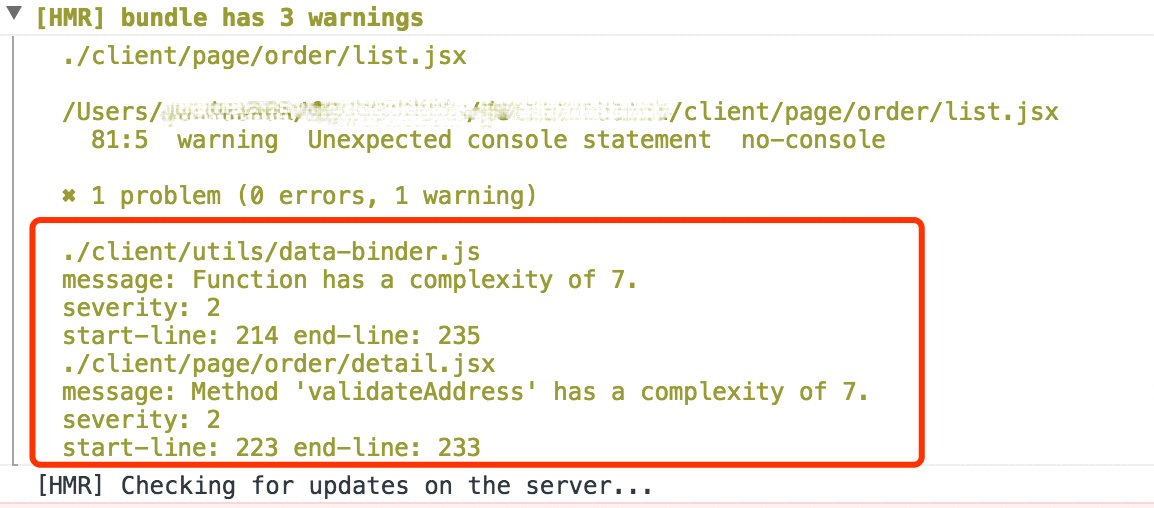 [HMR] bundle has 3 warnings
./client/page/order/list.jsx
/Users/ /client/page/order/list.jsx
81:5 warning Unexpected console statement no-console
✖ 1 problem (0 errors, 1 warning)
./client/utils/data-binder.js
message: Function has a complexity of 7.
severity: 2
start-line: 214 end-line: 235
./client/page/order/detail.jsx
message: Method 'validateAddress' has a complexity of 7.
severity: 2
start-line: 223 end-line: 233
[HMR] Checking for updates on the server...